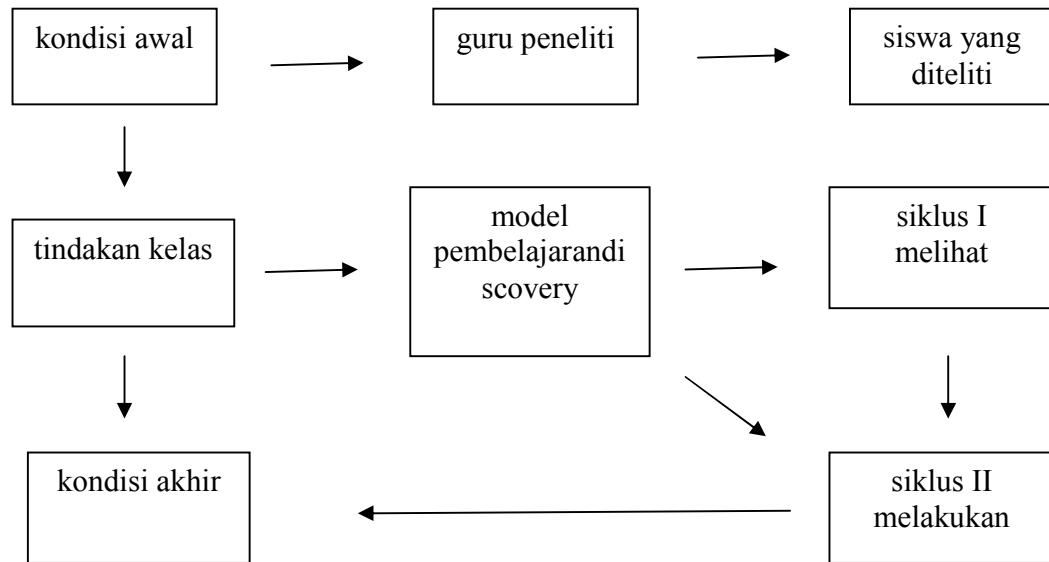 kondisi awal
guru peneliti
siswa yang
diteliti
tindakan kelas
model
pembelajarandi
scovery
siklus I
melihat
kondisi akhir
siklus II
melakukan